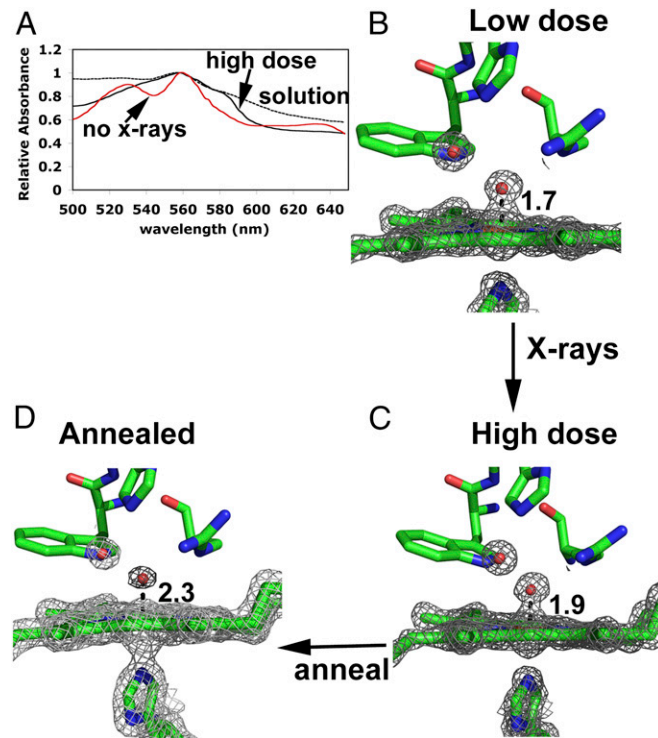 A
Relative Absorbance
1.2
1
0.8
0.6
0.4
0.2
0
high dose
solution
no x-rays
500 520 540 560 580 600 620 640
wavelength (nm)
B
Low dose
1.7
X-rays
C
High dose
1.9
anneal
D
Annealed
2.3